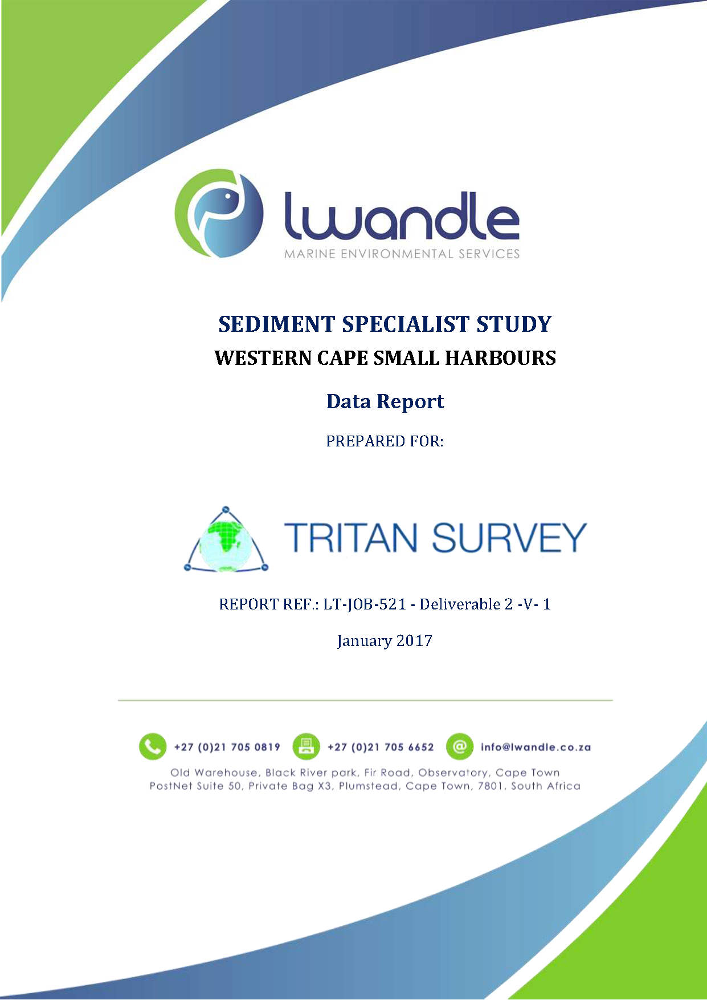 lwandle
MARINE ENVIRONMENTAL SERVICES
SEDIMENT SPECIALIST STUDY
WESTERN CAPE SMALL HARBOURS
Data Report
PREPARED FOR:
TRITAN SURVEY
REPORT REF.: LT-JOB-521 - Deliverable 2 -V- 1
January 2017
+27 (0)21 705 0819 +27 (0)21 705 6652 @ info@lwandle.co.za
Old Warehouse, Black River park, Fir Road, Observatory, Cape Town
PostNet Suite 50, Private Bag X3, Plumstead, Cape Town, 7801, South Africa